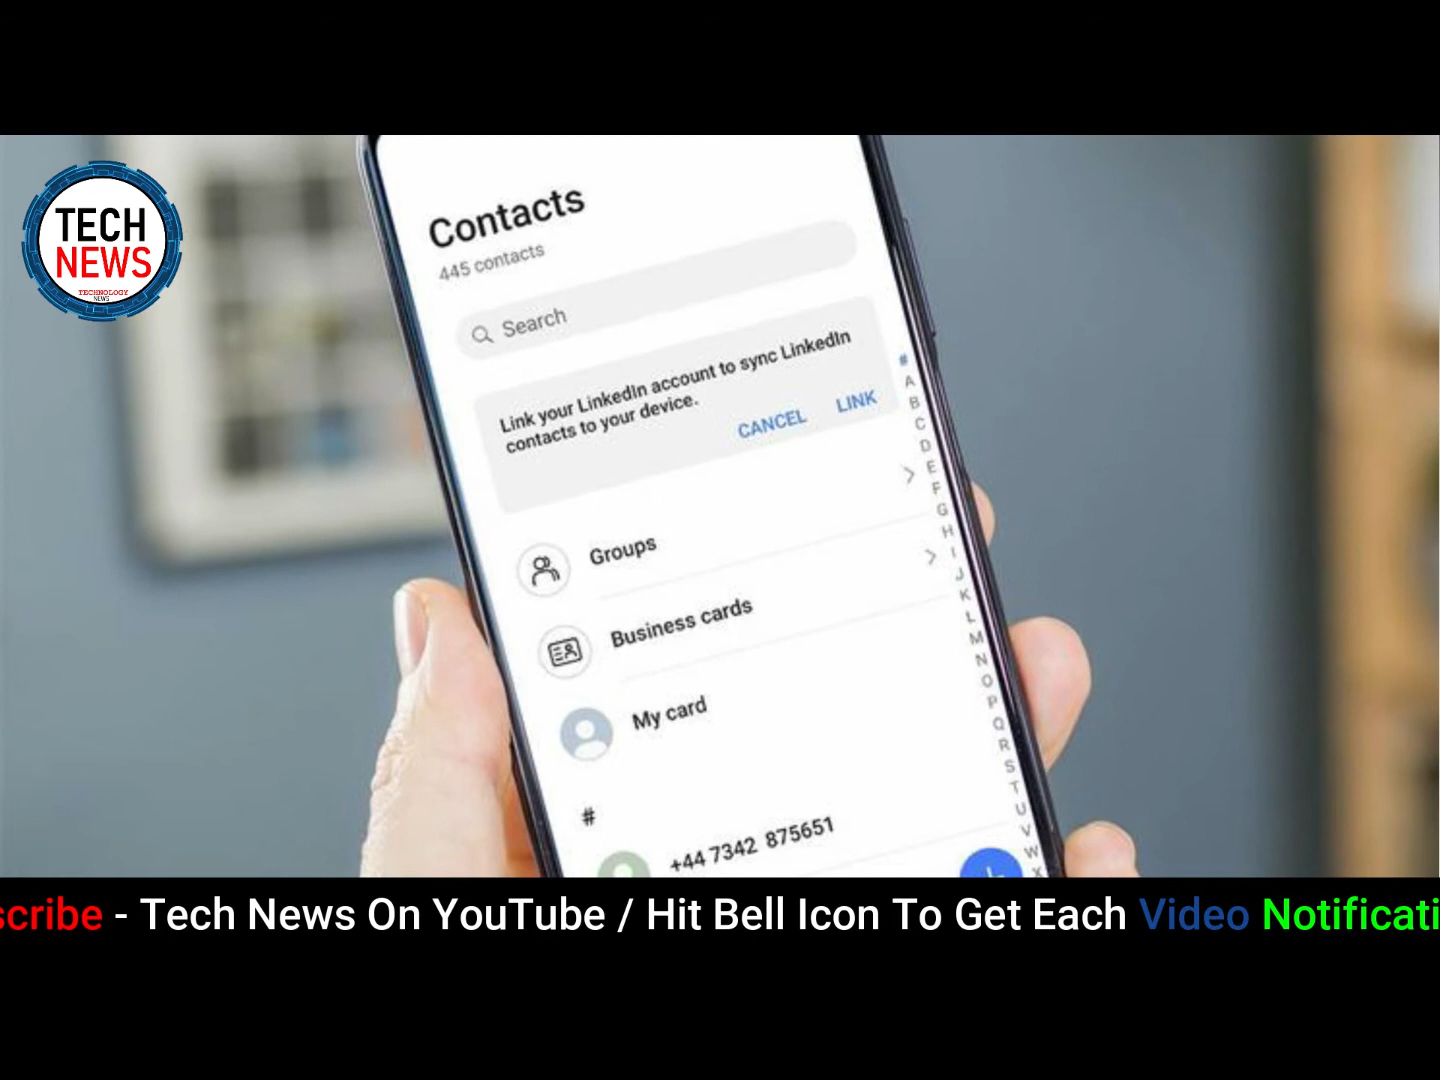 TECH
NEWS
TECHNOLOGY
NEWS
Contacts
445 contacts
Search
Link your LinkedIn account to sync LinkedIn
contacts to your device.
CANCEL LINK
Groups
Business cards
My card
#
+44 7342 875651
#
A
B
C
D
E
F
G
H
I
J
K
L
M
N
O
P
Q
R
S
T
U
V
W
X
scribe - Tech News On YouTube / Hit Bell Icon To Get Each Video Notificati